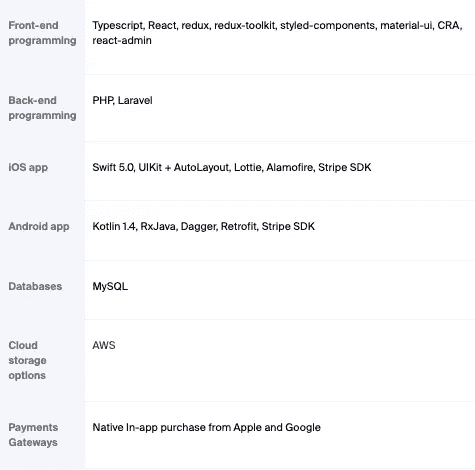 Front-end
programming
Typescript, React, redux, redux-toolkit, styled-components, material-ui, CRA,
react-admin
Back-end
programming
PHP, Laravel
iOS app
Swift 5.0, UIKit + AutoLayout, Lottie, Alamofire, Stripe SDK
Android app
Kotlin 1.4, RxJava, Dagger, Retrofit, Stripe SDK
Databases
MySQL
Cloud
storage
options
AWS
Payments
Gateways
Native In-app purchase from Apple and Google